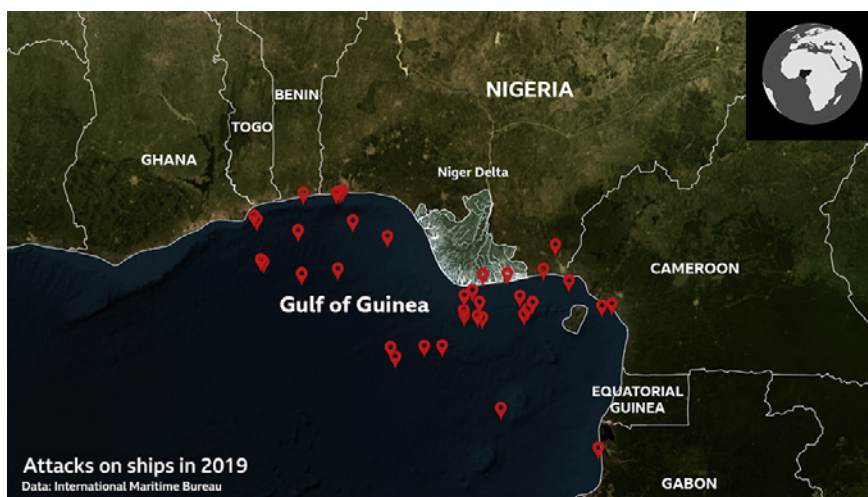 NIGERIA
BENIN
TOGO
GHANA
Niger Delta
CAMEROON
Gulf of Guinea
EQUATORIAL
GUINEA
Attacks on ships in 2019
Data: International Maritime Bureau
GABON